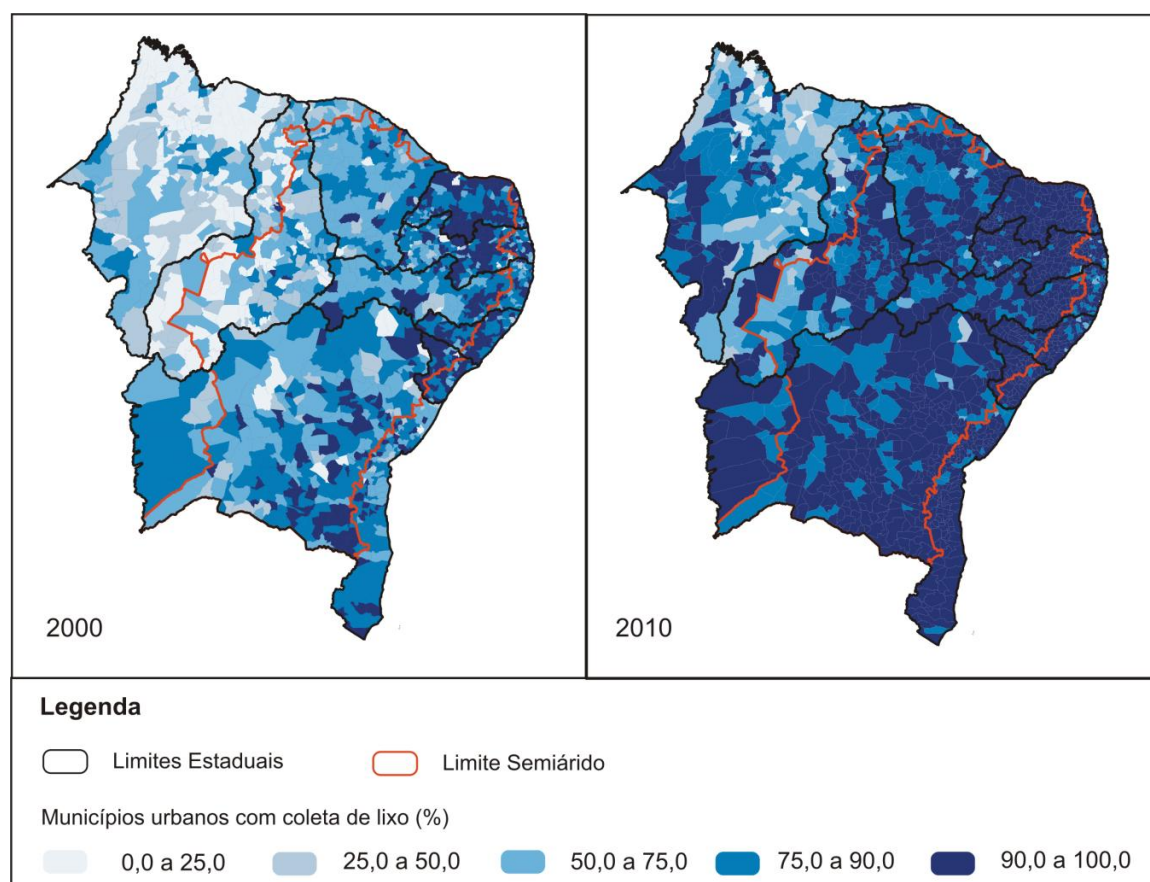 2000
2010
Legenda
Limites Estaduais
Limite Semiárido
Municípios urbanos com coleta de lixo (%)
0,0 a 25,0
25,0 a 50,0
50,0 a 75,0
75,0 a 90,0
90,0 a 100,0